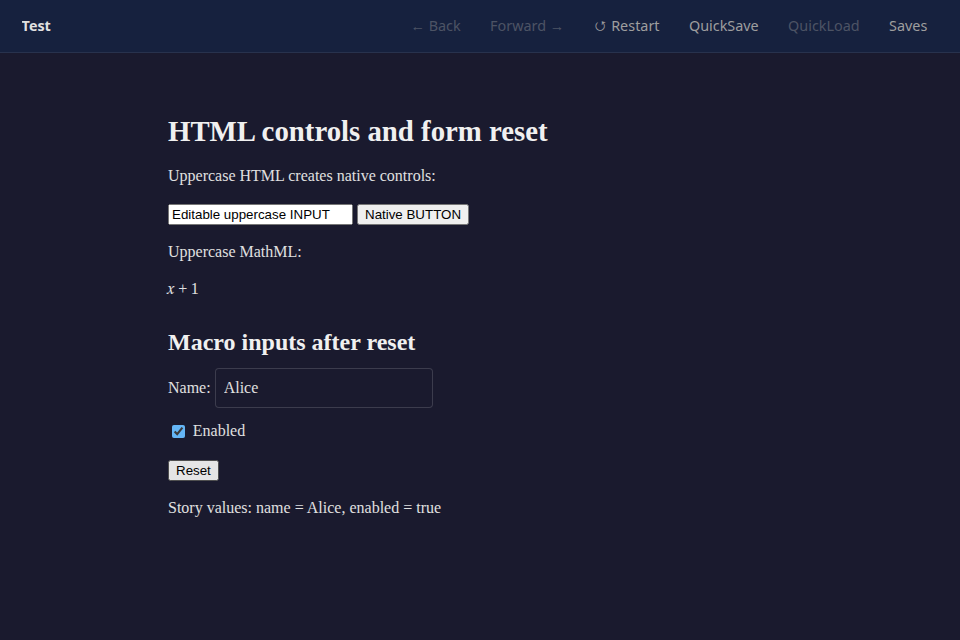 Test ← Back Forward → ↺ Restart QuickSave QuickLoad Saves
HTML controls and form reset
Uppercase HTML creates native controls:
Editable uppercase INPUT Native BUTTON
Uppercase MathML:
x + 1
Macro inputs after reset
Name: Alice
Enabled
Reset
Story values: name = Alice, enabled = true